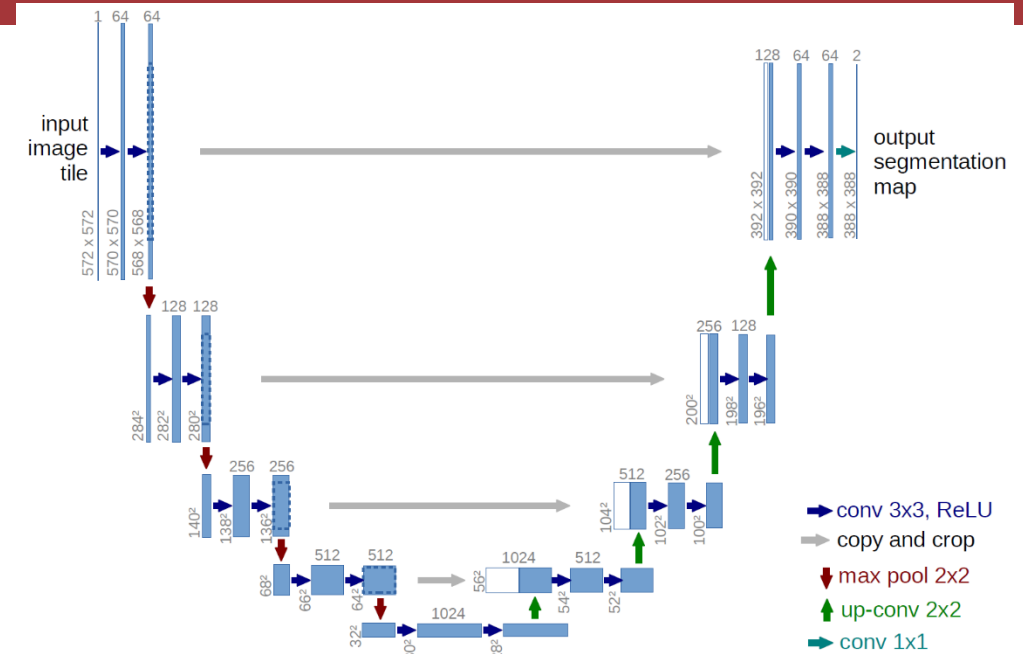 1 64 64
128 64 64 2
input
image
tile
output
segmentation
map
572 x 572
570 x 570
568 x 568
392 x 392
390 x 390
388 x 388
388 x 388
128 128
256 128
284²
282²
280²
200²
198²
196²
256 256
512 256
140²
138²
136²
104²
102²
100²
512 512
1024 512
68²
66²
64²
56²
54²
52²
1024
32²
conv 3x3, ReLU
copy and crop
max pool 2x2
up-conv 2x2
conv 1x1